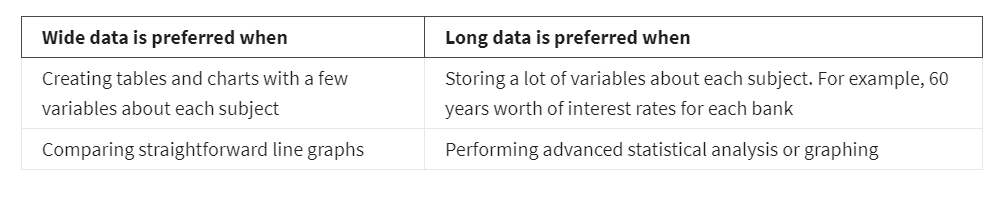 Wide data is preferred when
Long data is preferred when
Creating tables and charts with a few
variables about each subject
Storing a lot of variables about each subject. For example, 60
years worth of interest rates for each bank
Comparing straightforward line graphs
Performing advanced statistical analysis or graphing